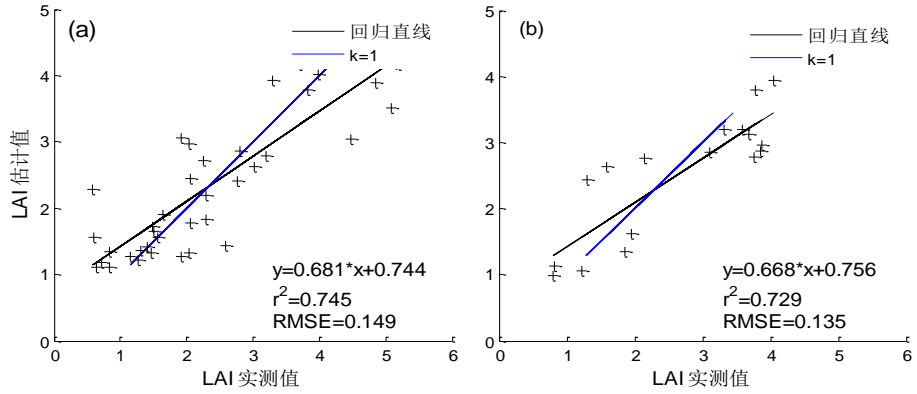 (a)
回归直线
k=1
LAI 估计值
5
4
3
2
1
0
y=0.681*x+0.744
r²=0.745
RMSE=0.149
0 1 2 3 4 5 6
LAI 实测值
(b)
回归直线
k=1
5
4
3
2
1
0
y=0.668*x+0.756
r²=0.729
RMSE=0.135
0 1 2 3 4 5 6
LAI 实测值